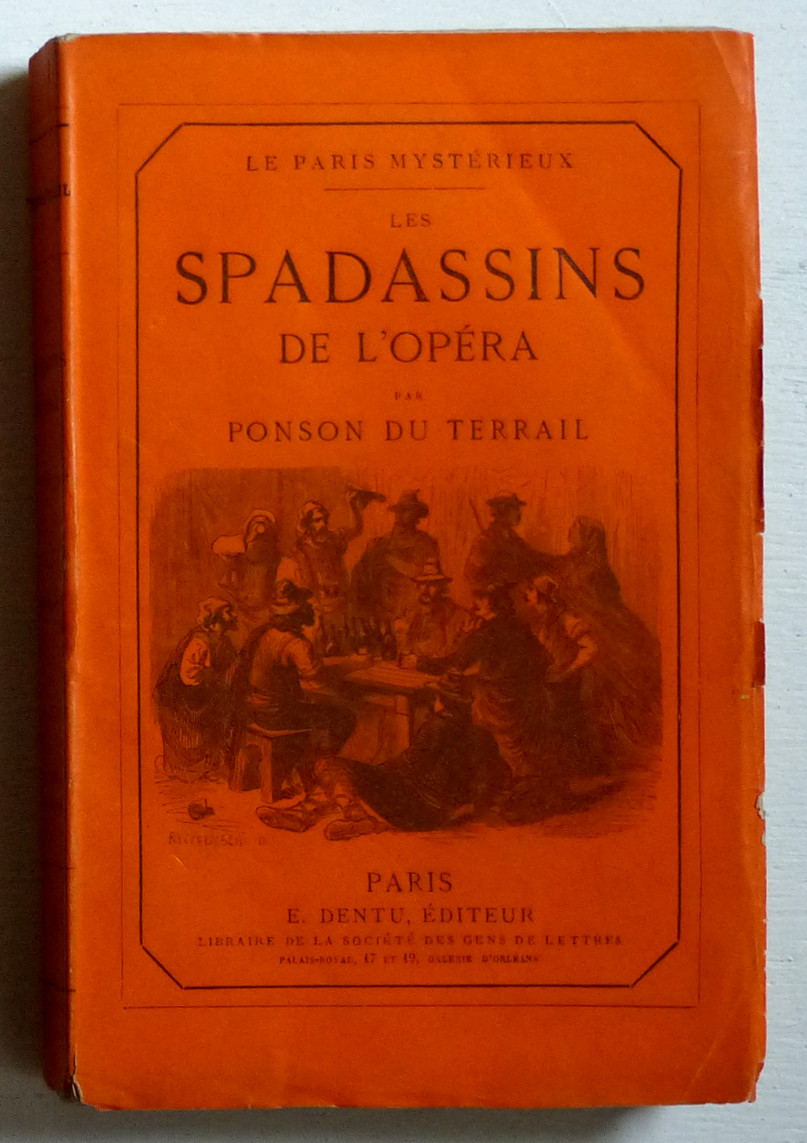 LE PARIS MYSTÉRIEUX
LES
SPADASSINS
DE L'OPÉRA
PAR
PONSON DU TERRAIL
PARIS
E. DENTU, ÉDITEUR
LIBRAIRE DE LA SOCIÉTÉ DES GENS DE LETTRES
PALAIS-ROYAL, 17 ET 19, GALERIE D'ORLÉANS